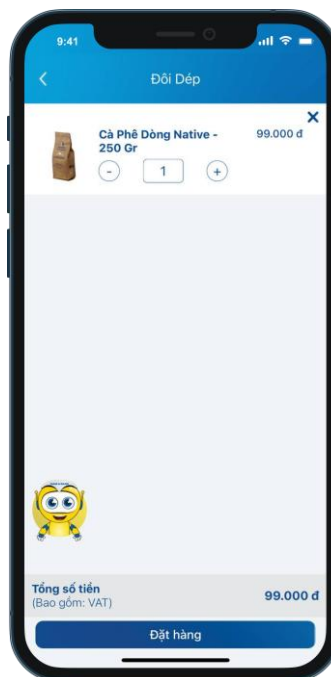 9:41
Đôi Dép
Cà Phê Dòng Native -
250 Gr
99.000 đ
- 1 +
Tổng số tiền
(Bao gồm: VAT)
99.000 đ
Đặt hàng